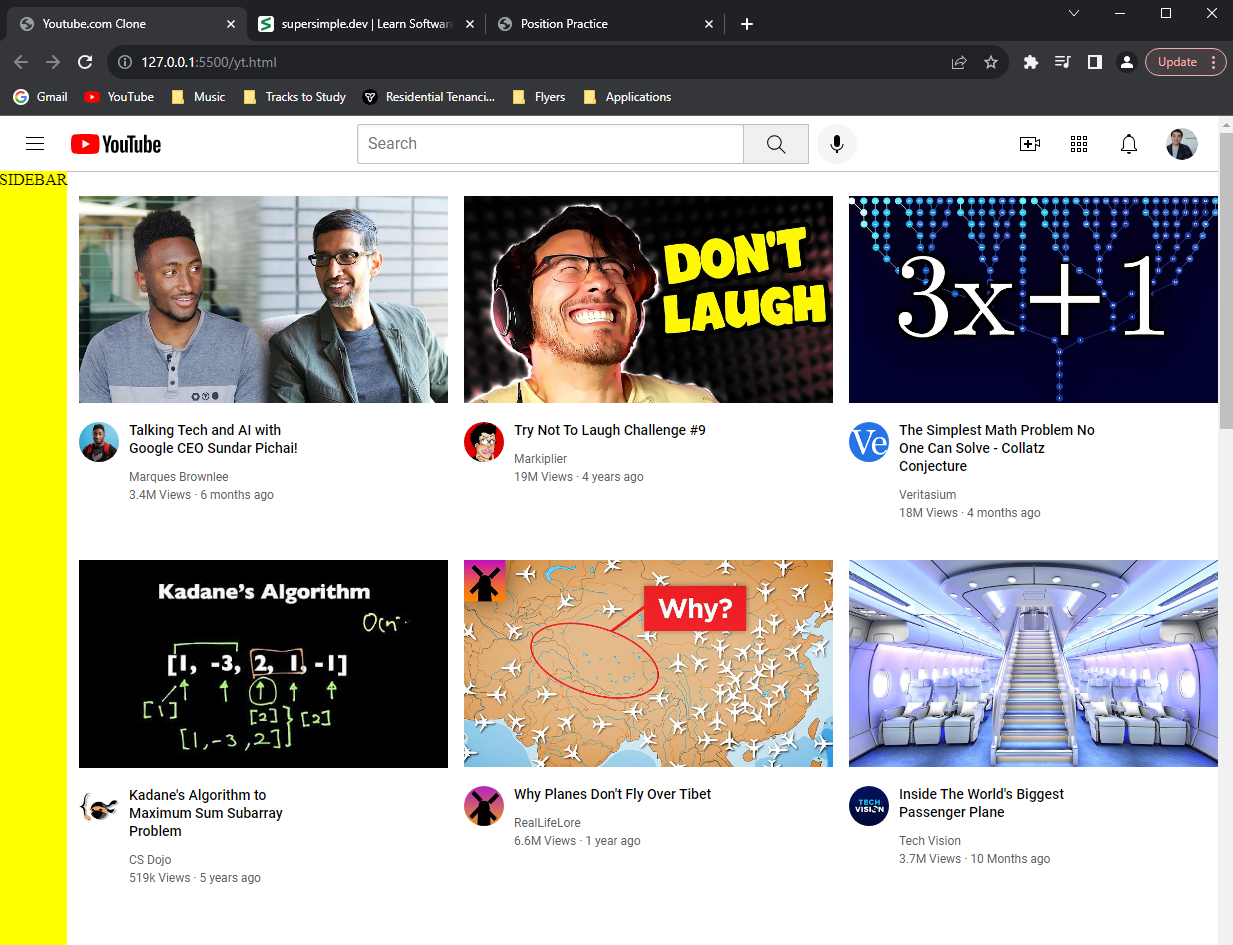 Youtube.com Clone
supersimple.dev | Learn Software
Position Practice
127.0.0.1:5500/yt.html
Update
Gmail
YouTube
Music
Tracks to Study
Residential Tenanci...
Flyers
Applications
YouTube
Search
SIDEBAR
DON'T
LAUGH
3x+1
Talking Tech and AI with
Google CEO Sundar Pichai!
Marques Brownlee
3.4M Views · 6 months ago
Try Not To Laugh Challenge #9
Markiplier
19M Views · 4 years ago
Ve
The Simplest Math Problem No
One Can Solve - Collatz
Conjecture
Veritasium
18M Views · 4 months ago
Kadane's Algorithm
[1, -3, 2, 1, -1]
[1]
[2]
[2]
[1,-3,2]
Why?
Kadane's Algorithm to
Maximum Sum Subarray
Problem
CS Dojo
519k Views · 5 years ago
Why Planes Don't Fly Over Tibet
RealLifeLore
6.6M Views · 1 year ago
TECH
VISION
Inside The World's Biggest
Passenger Plane
Tech Vision
3.7M Views · 10 Months ago